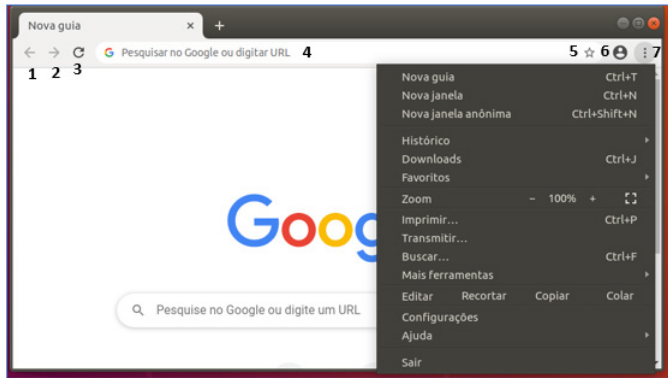 Nova guia
Pesquisar no Google ou digitar URL 4 5 6 7
1 2 3
Nova guia Ctrl+T
Nova janela Ctrl+N
Nova janela anônima Ctrl+Shift+N
Histórico
Downloads Ctrl+J
Favoritos
Zoom − 100% +
Imprimir... Ctrl+P
Transmitir...
Buscar... Ctrl+F
Mais ferramentas
Editar Recortar Copiar Colar
Configurações
Ajuda
Sair
Goog
Pesquise no Google ou digite um URL